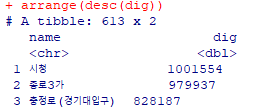 + arrange(desc(dig))
# A tibble: 613 x 2
name dig
<chr> <dbl>
1 시청 1001554
2 종로3가 979937
3 충정로(경기대입구) 828187